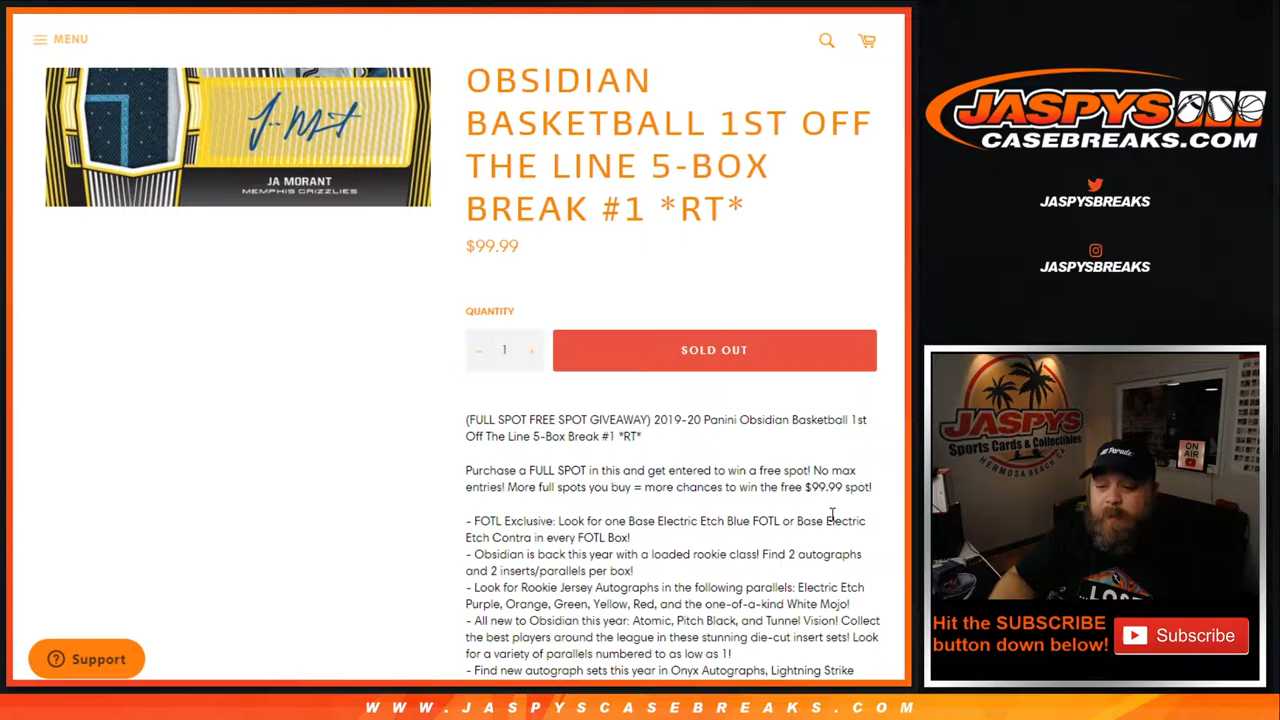 MENU
OBSIDIAN
BASKETBALL 1ST OFF
THE LINE 5-BOX
BREAK #1 *RT*
$99.99
JA MORANT
MEMPHIS GRIZZLIES
QUANTITY
− 1 +
SOLD OUT
(FULL SPOT FREE SPOT GIVEAWAY) 2019-20 Panini Obsidian Basketball 1st
Off The Line 5-Box Break #1 *RT*
Purchase a FULL SPOT in this and get entered to win a free spot! No max
entries! More full spots you buy = more chances to win the free $99.99 spot!
- FOTL Exclusive: Look for one Base Electric Etch Blue FOTL or Base Electric
Etch Contra in every FOTL Box!
- Obsidian is back this year with a loaded rookie class! Find 2 autographs
and 2 inserts/parallels per box!
- Look for Rookie Jersey Autographs in the following parallels: Electric Etch
Purple, Orange, Green, Yellow, Red, and the one-of-a-kind White Mojo!
- All new to Obsidian this year: Atomic, Pitch Black, and Tunnel Vision! Collect
the best players around the league in these stunning die-cut insert sets! Look
for a variety of parallels numbered to as low as 1!
- Find new autograph sets this year in Onyx Autographs, Lightning Strike
Support
JASPYS
CASEBREAKS.COM
JASPYSBREAKS
JASPYSBREAKS
JASPYS
Sports Cards & Collectibles
HERMOSA BEACH CA
ON
AIR
LOST
Hit the SUBSCRIBE
button down below!
Subscribe
WWW.JASPYSCASEBREAKS.COM